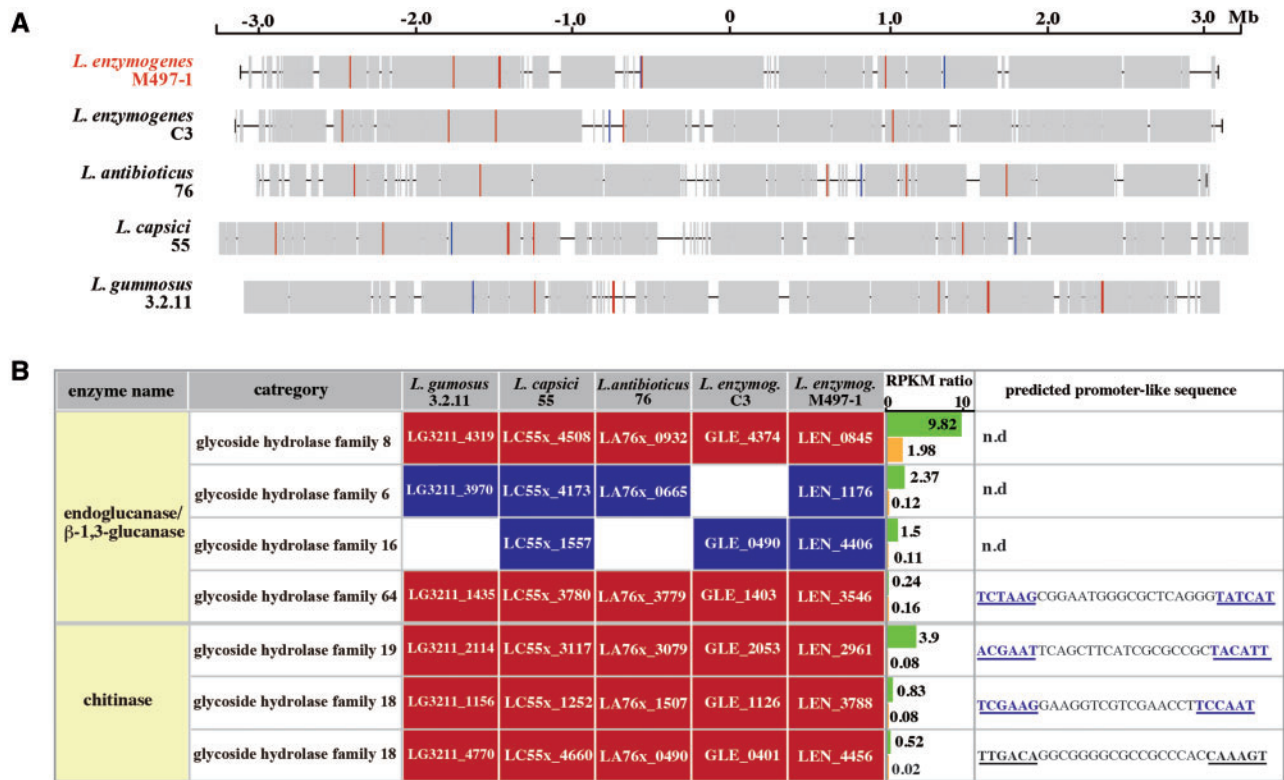 A
-3.0 -2.0 -1.0 0 1.0 2.0 3.0 Mb
L. enzymogenes
M497-1
L. enzymogenes
C3
L. antibioticus
76
L. capsici
55
L. gummosus
3.2.11
B
enzyme name catregory L. gumosus 3.2.11 L. capsici 55 L.antibioticus 76 L. enzymog. C3 L. enzymog. M497-1 RPKM ratio 0 10 predicted promoter-like sequence
endoglucanase/
β-1,3-glucanase
glycoside hydrolase family 8 LG3211_4319 LC55x_4508 LA76x_0932 GLE_4374 LEN_0845 9.82 1.98 n.d
glycoside hydrolase family 6 LG3211_3970 LC55x_4173 LA76x_0665 LEN_1176 2.37 0.12 n.d
glycoside hydrolase family 16 LC55x_1557 GLE_0490 LEN_4406 1.5 0.11 n.d
glycoside hydrolase family 64 LG3211_1435 LC55x_3780 LA76x_3779 GLE_1403 LEN_3546 0.24 0.16 TCTAAGCGGAATGGGCGCTCAGGGTATCAT
chitinase
glycoside hydrolase family 19 LG3211_2114 LC55x_3117 LA76x_3079 GLE_2053 LEN_2961 3.9 0.08 ACGAATTCAGCTTCATCGCGCCGCTACATT
glycoside hydrolase family 18 LG3211_1156 LC55x_1252 LA76x_1507 GLE_1126 LEN_3788 0.83 0.08 TCGAAGGAAGGTCGTCGAACCTTCCAAT
glycoside hydrolase family 18 LG3211_4770 LC55x_4660 LA76x_0490 GLE_0401 LEN_4456 0.52 0.02 TTGACAGGCGGGGCGCCGCCCACCAAAGT